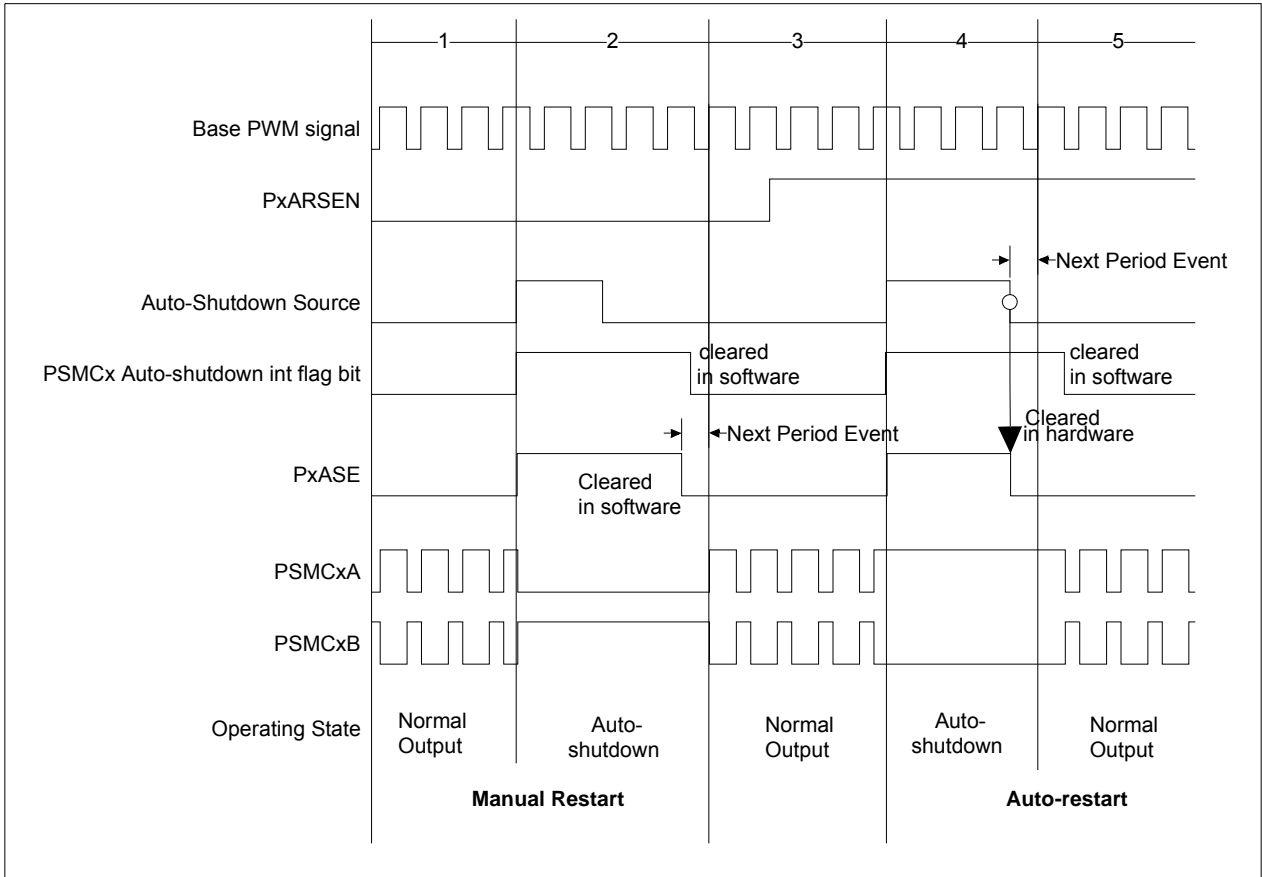 1 2 3 4 5
Base PWM signal
PxARSEN
Next Period Event
Auto-Shutdown Source
cleared
in software
cleared
in software
PSMCx Auto-shutdown int flag bit
Cleared
in hardware
Next Period Event
PxASE
Cleared
in software
PSMCxA
PSMCxB
Operating State
Normal
Output
Auto-
shutdown
Normal
Output
Auto-
shutdown
Normal
Output
Manual Restart
Auto-restart